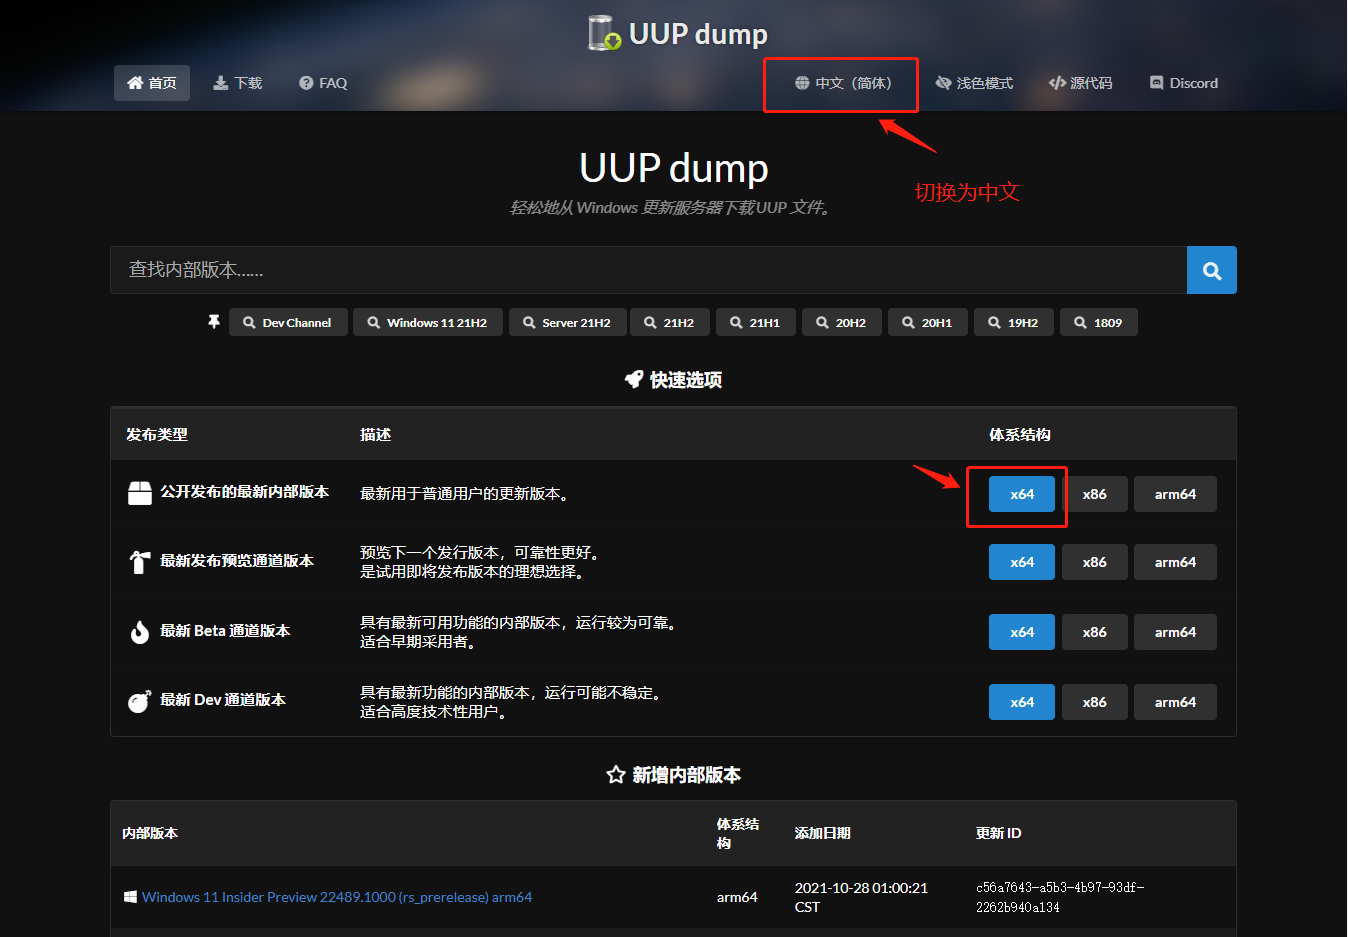 UUP dump
首页 下载 FAQ 中文（简体） 浅色模式 源代码 Discord
切换为中文
UUP dump
轻松地从 Windows 更新服务器下载 UUP 文件。
查找内部版本……
Dev Channel Windows 11 21H2 Server 21H2 21H2 21H1 20H2 20H1 19H2 1809
快速选项
发布类型 描述 体系结构
公开发布的最新内部版本 最新用于普通用户的更新版本。 x64 x86 arm64
最新发布预览通道版本 预览下一个发行版本，可靠性更好。
是试用即将发布版本的理想选择。 x64 x86 arm64
最新 Beta 通道版本 具有最新可用功能的内部版本，运行较为可靠。
适合早期采用者。 x64 x86 arm64
最新 Dev 通道版本 具有最新功能的内部版本，运行可能不稳定。
适合高度技术性用户。 x64 x86 arm64
新增内部版本
内部版本 体系结构 添加日期 更新 ID
Windows 11 Insider Preview 22489.1000 (rs_prerelease) arm64 arm64 2021-10-28 01:00:21 CST c56a7643-a5b3-4b97-93df-2262b940a134